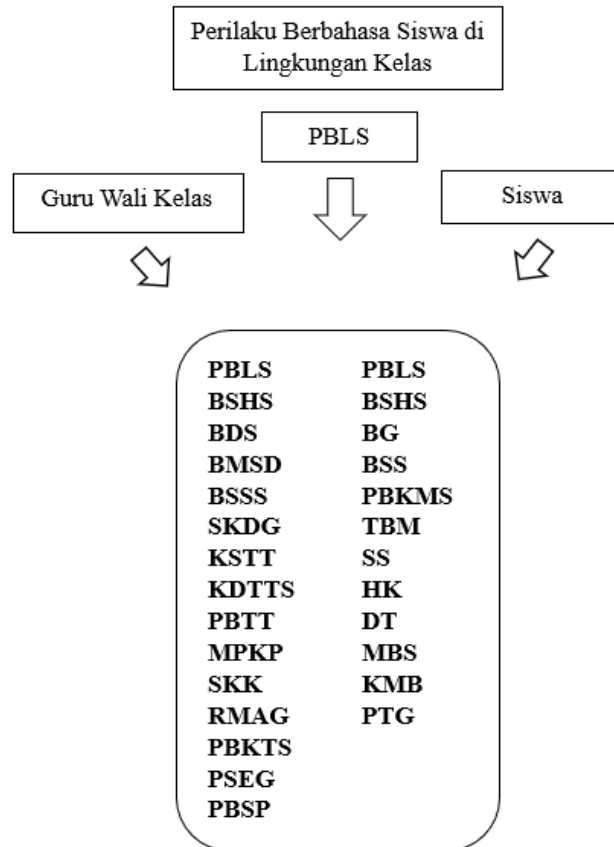 Perilaku Berbahasa Siswa di
Lingkungan Kelas
PBLS
Guru Wali Kelas
Siswa
PBLS
BSHS
BDS
BMSD
BSSS
SKDG
KSTT
KDTTS
PBTT
MPKP
SKK
RMAG
PBKTS
PSEG
PBSP
PBLS
BSHS
BG
BSS
PBKMS
TBM
SS
HK
DT
MBS
KMB
PTG